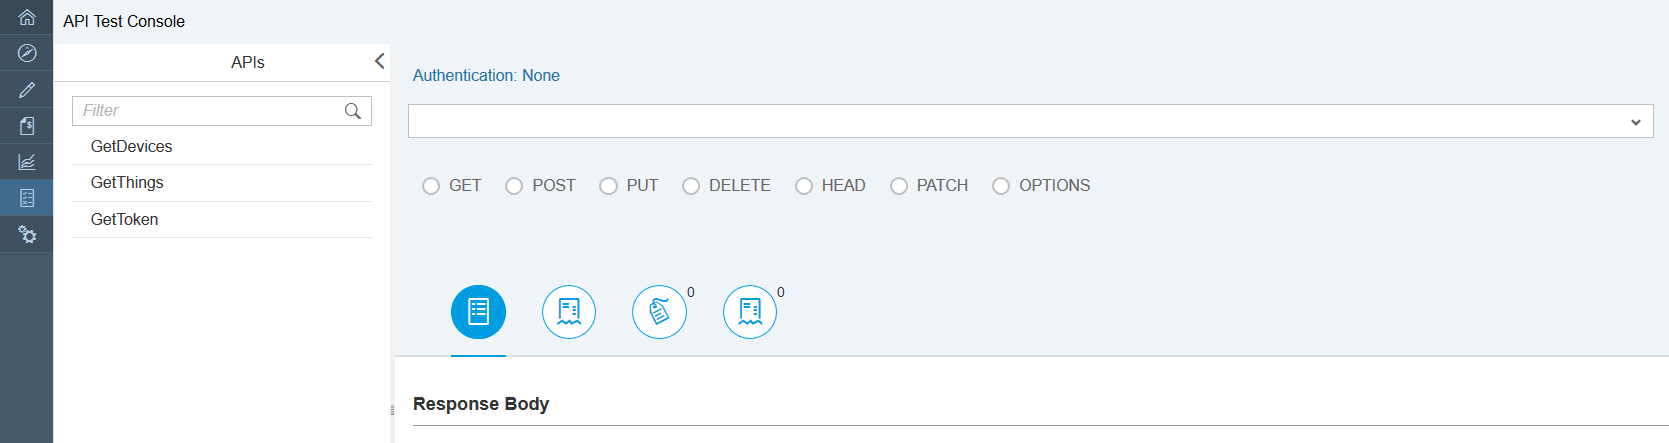 API Test Console
APIs
Filter
GetDevices
GetThings
GetToken
Authentication: None
GET POST PUT DELETE HEAD PATCH OPTIONS
0 0
Response Body